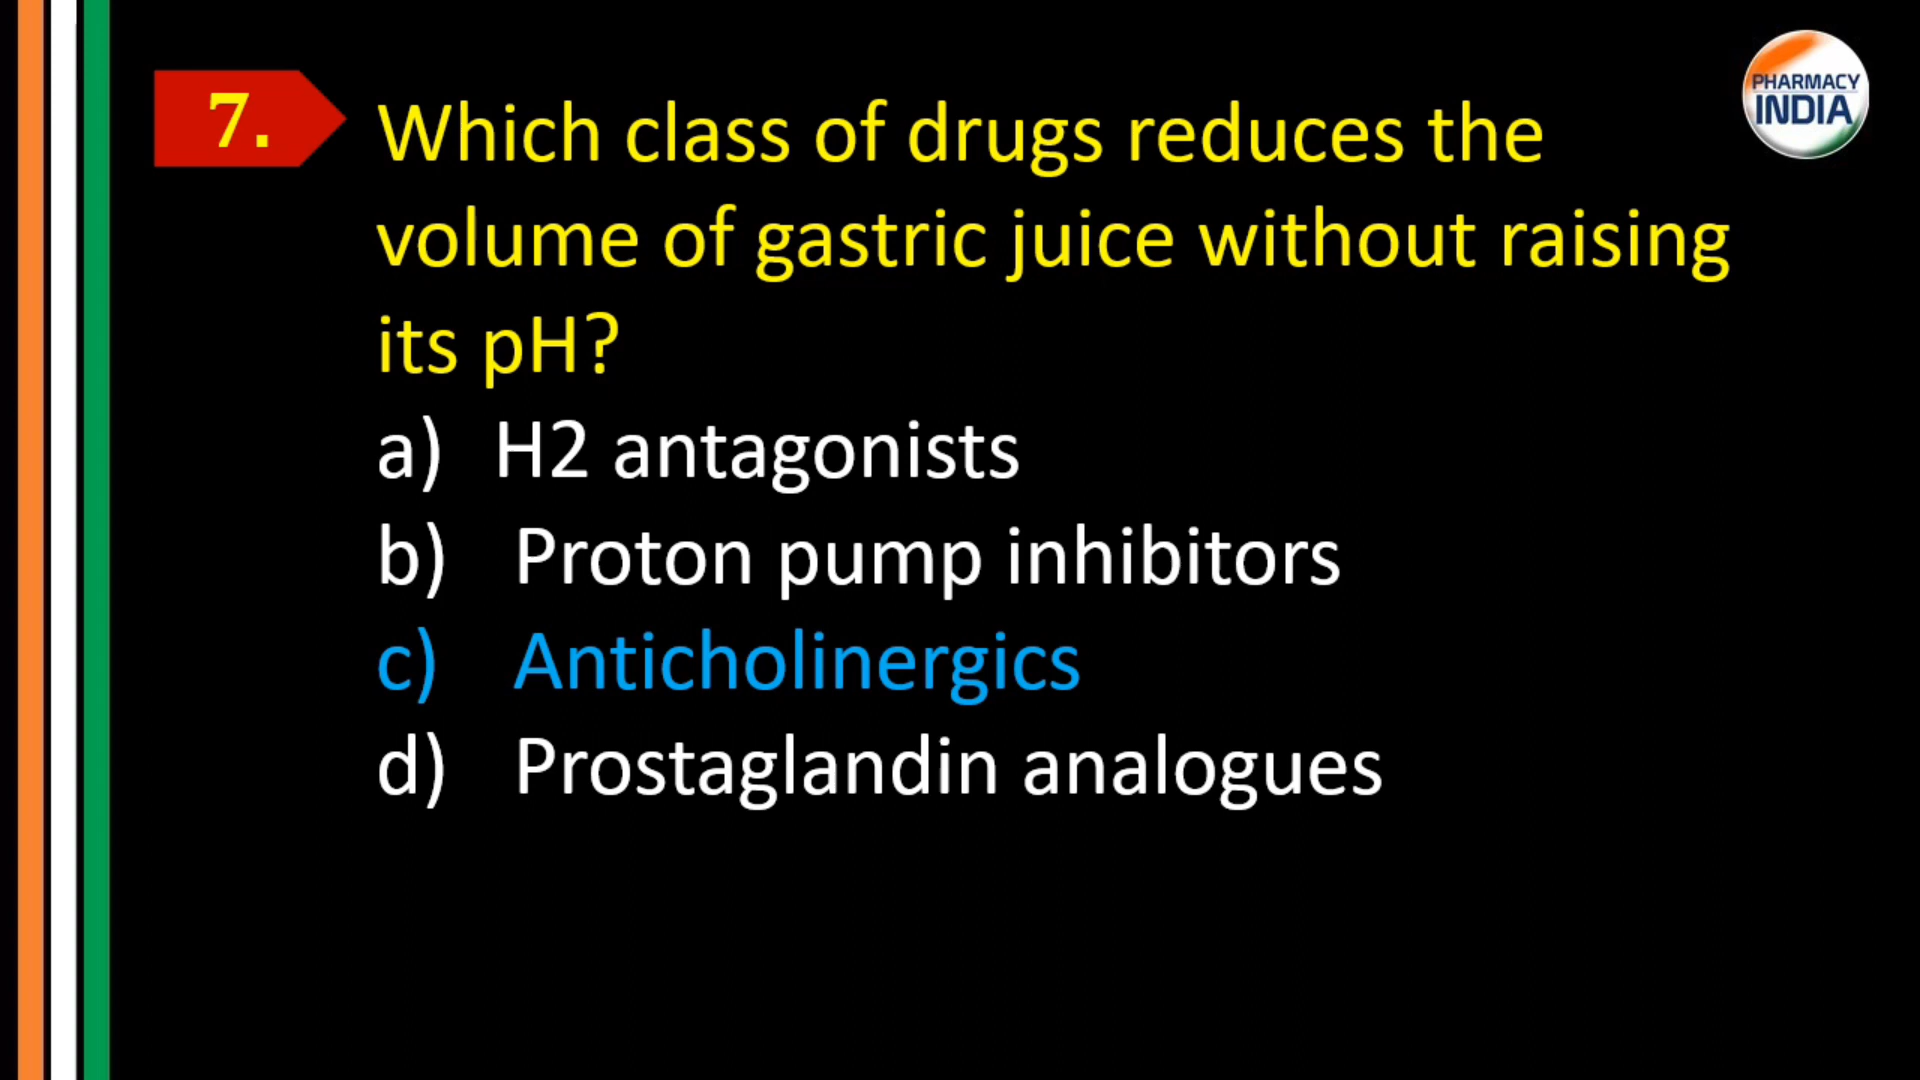 7.
Which class of drugs reduces the
volume of gastric juice without raising
its pH?
a) H2 antagonists
b) Proton pump inhibitors
c) Anticholinergics
d) Prostaglandin analogues
PHARMACY
INDIA